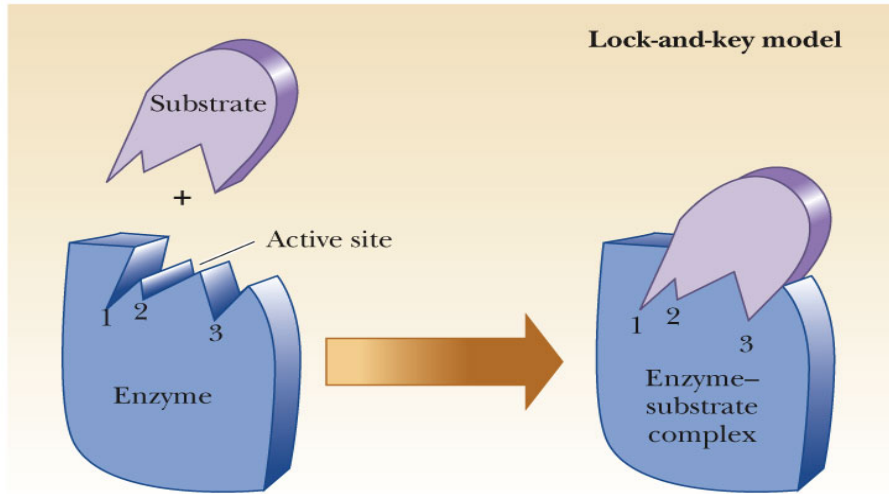 Lock-and-key model
Substrate
+
Active site
1
2
3
Enzyme
1
2
3
Enzyme–
substrate
complex